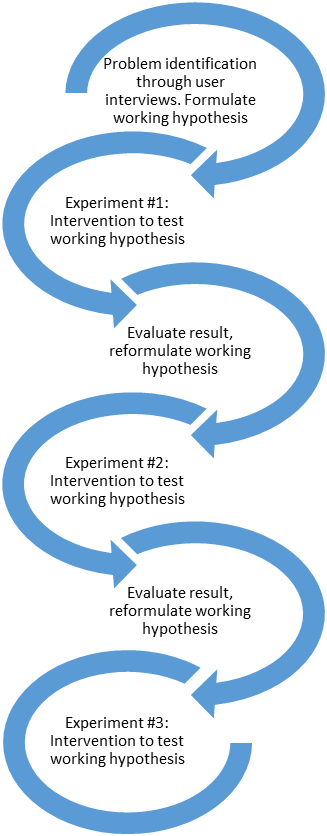 Problem identification
through user
interviews. Formulate
working hypothesis
Experiment #1:
Intervention to test
working hypothesis
Evaluate result,
reformulate working
hypothesis
Experiment #2:
Intervention to test
working hypothesis
Evaluate result,
reformulate working
hypothesis
Experiment #3:
Intervention to test
working hypothesis